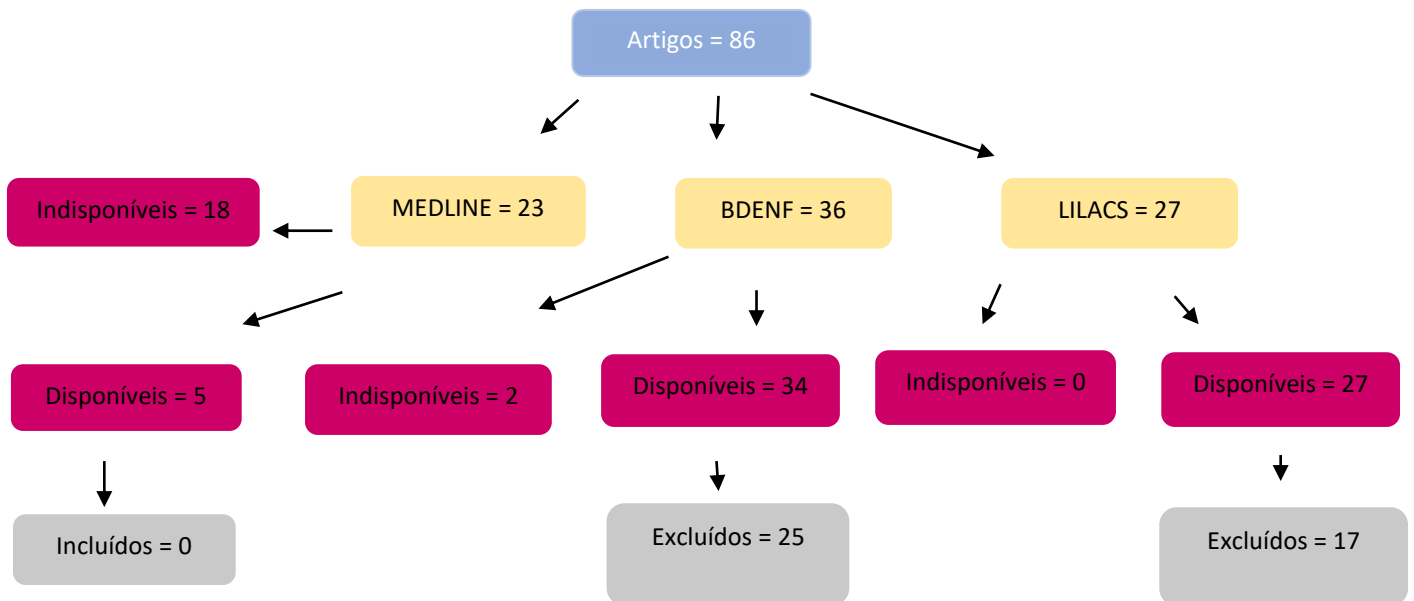 Artigos = 86
Indisponíveis = 18
MEDLINE = 23
BDENF = 36
LILACS = 27
Disponíveis = 5
Indisponíveis = 2
Disponíveis = 34
Indisponíveis = 0
Disponíveis = 27
Incluídos = 0
Excluídos = 25
Excluídos = 17